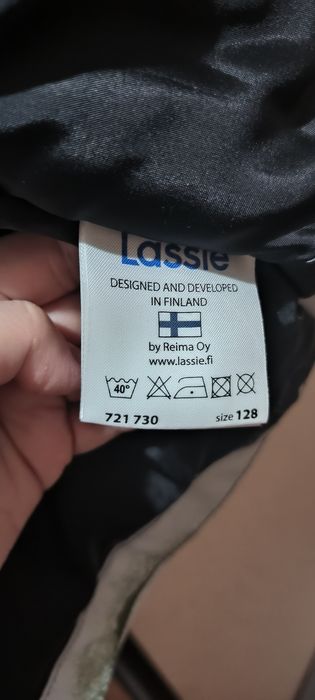 Lassie
DESIGNED AND DEVELOPED
IN FINLAND
by Reima Oy
www.lassie.fi
40°
721 730 size 128